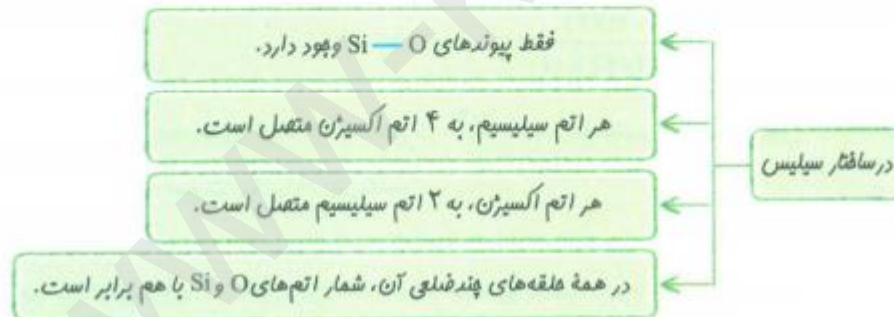 فقط پیوندهای Si — O وجود دارد.
هر اتم سیلیسیم، به ۴ اتم اکسیژن متصل است.
در ساختار سیلیس
هر اتم اکسیژن، به ۲ اتم سیلیسیم متصل است.
در همهٔ حلقه‌های چندضلعی آن، شمار اتم‌های O و Si با هم برابر است.